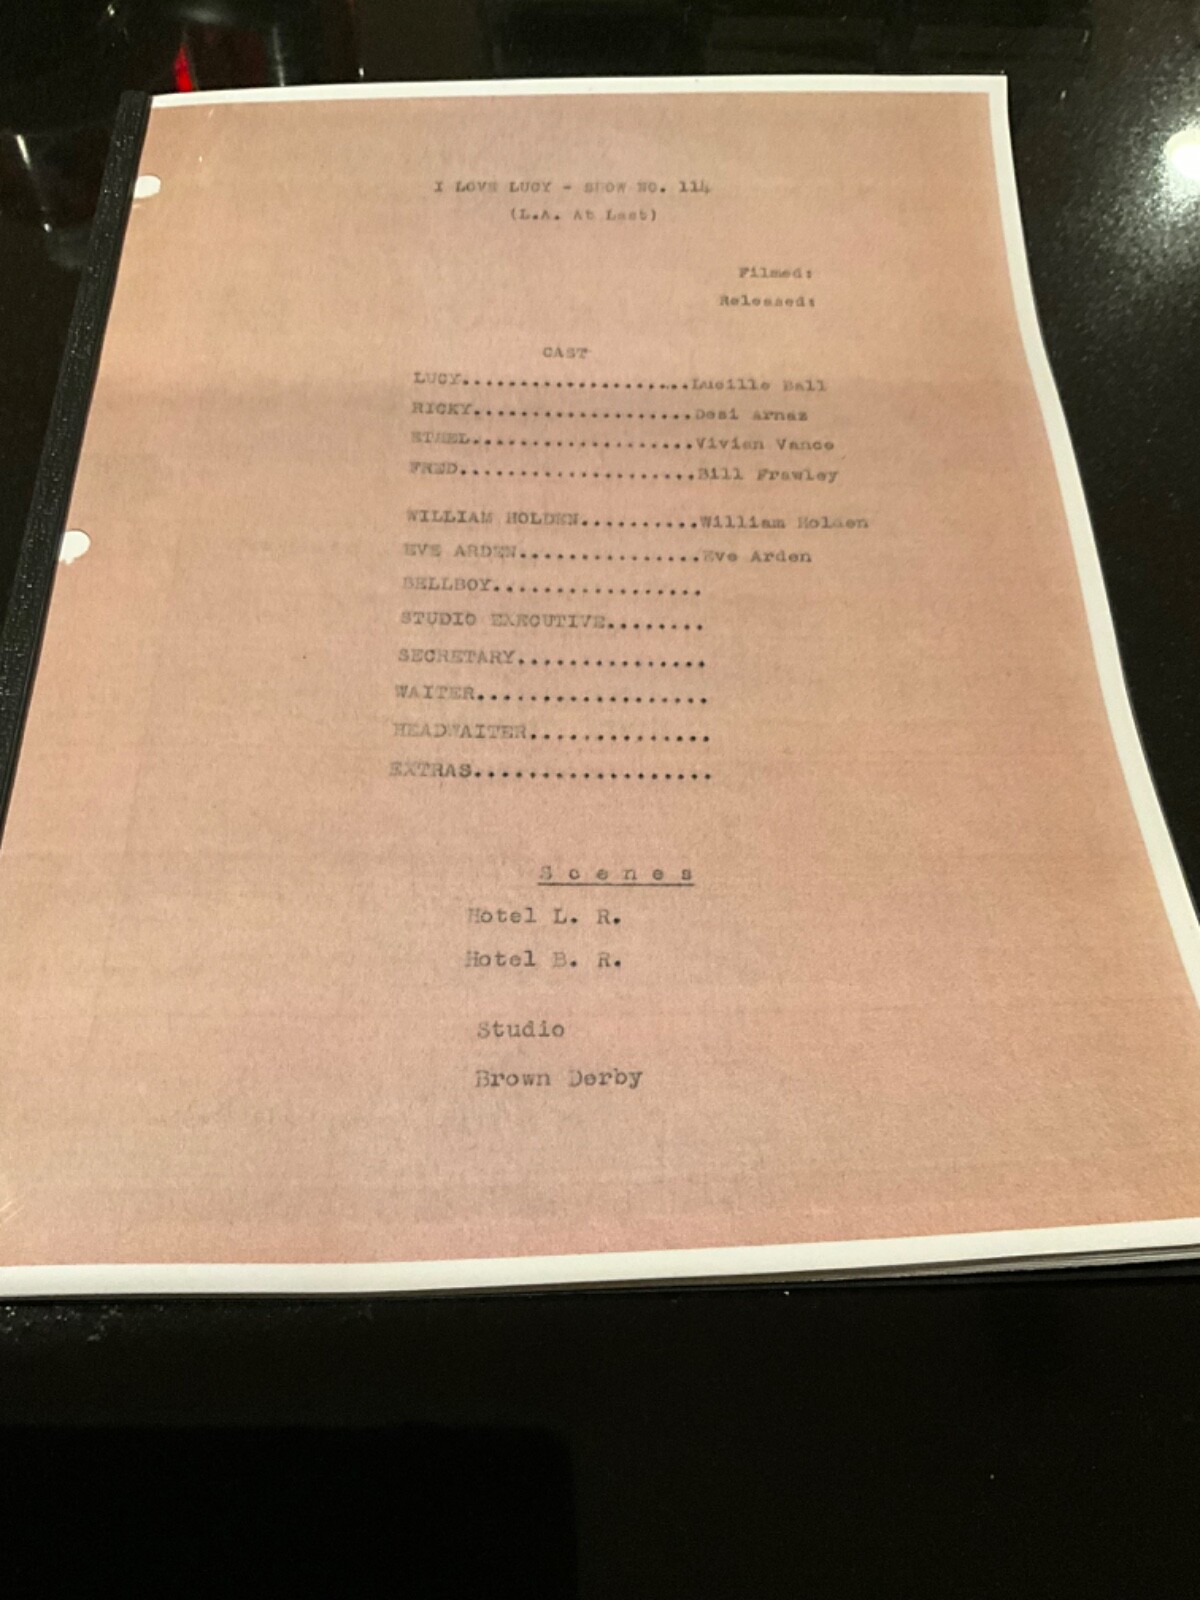 I LOVE LUCY - SHOW NO. 114
(L.A. At Last)
Filmed:
Released:
CAST
LUCY.....................Lucille Ball
RICKY....................Desi Arnaz
ETHEL....................Vivian Vance
FRED.....................Bill Frawley
WILLIAM HOLDEN..........William Holden
EVE ARDEN................Eve Arden
BELLBOY..................
STUDIO EXECUTIVE........
SECRETARY...............
WAITER...................
HEADWAITER..............
EXTRAS...................
S c e n e s
Hotel L. R.
Hotel B. R.
Studio
Brown Derby